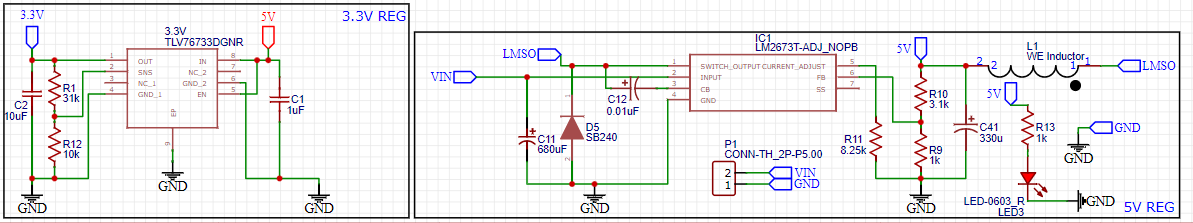 3.3V
5V
3.3V REG
3.3V
TLV76733DGNR
1 OUT IN 8
2 SNS NC_2 7
3 NC_1 GND_2 6
4 GND_1 EN 5
EP
9
R1
31k
C2
10uF
R12
10k
C1
1uF
GND
GND
GND
LMSO
VIN
IC1
LM2673T-ADJ_NOPB
1 SWITCH_OUTPUT CURRENT_ADJUST 5
2 INPUT FB 6
3 CB SS 7
4 GND
C12
0.01uF
C11
680uF
1
D5
SB240
2
GND
P1
CONN-TH_2P-P5.00
2 VIN
1 GND
R11
8.25k
5V
R10
3.1k
R9
1k
GND
C41
330u
L1
WE Inductor
2 2 1 1
LMSO
5V
R13
1k
GND
GND
LED-0603_R
LED3
GND
5V REG